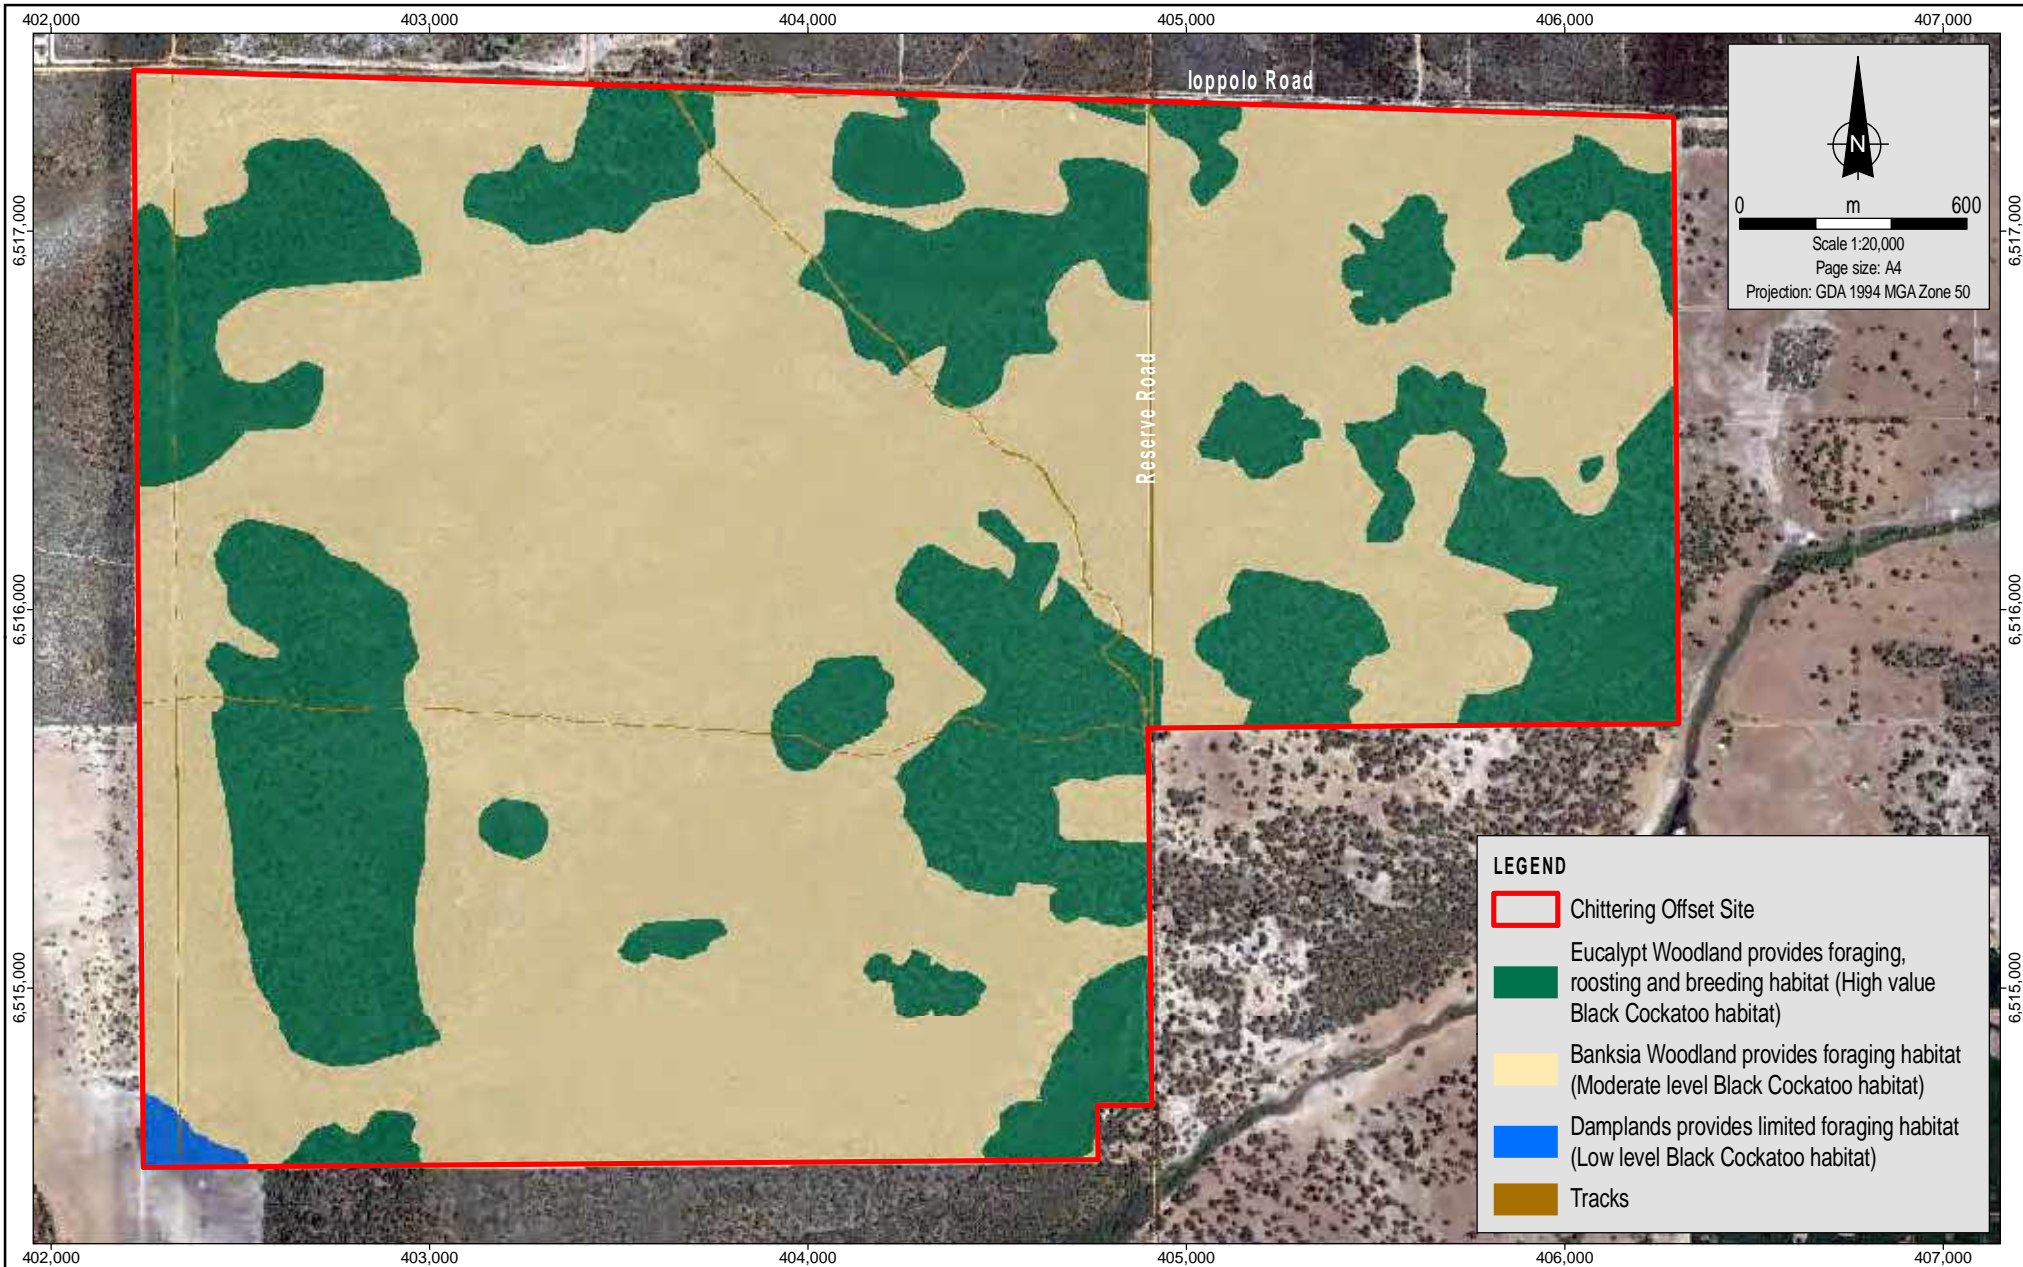 402,000
403,000
404,000
405,000
406,000
407,000
Ioppolo Road
N
0 m 600
Scale 1:20,000
Page size: A4
Projection: GDA 1994 MGA Zone 50
6,517,000
6,517,000
Reserve Road
6,516,000
6,516,000
6,515,000
6,515,000
LEGEND
Chittering Offset Site
Eucalypt Woodland provides foraging,
roosting and breeding habitat (High value
Black Cockatoo habitat)
Banksia Woodland provides foraging habitat
(Moderate level Black Cockatoo habitat)
Damplands provides limited foraging habitat
(Low level Black Cockatoo habitat)
Tracks
402,000
403,000
404,000
405,000
406,000
407,000